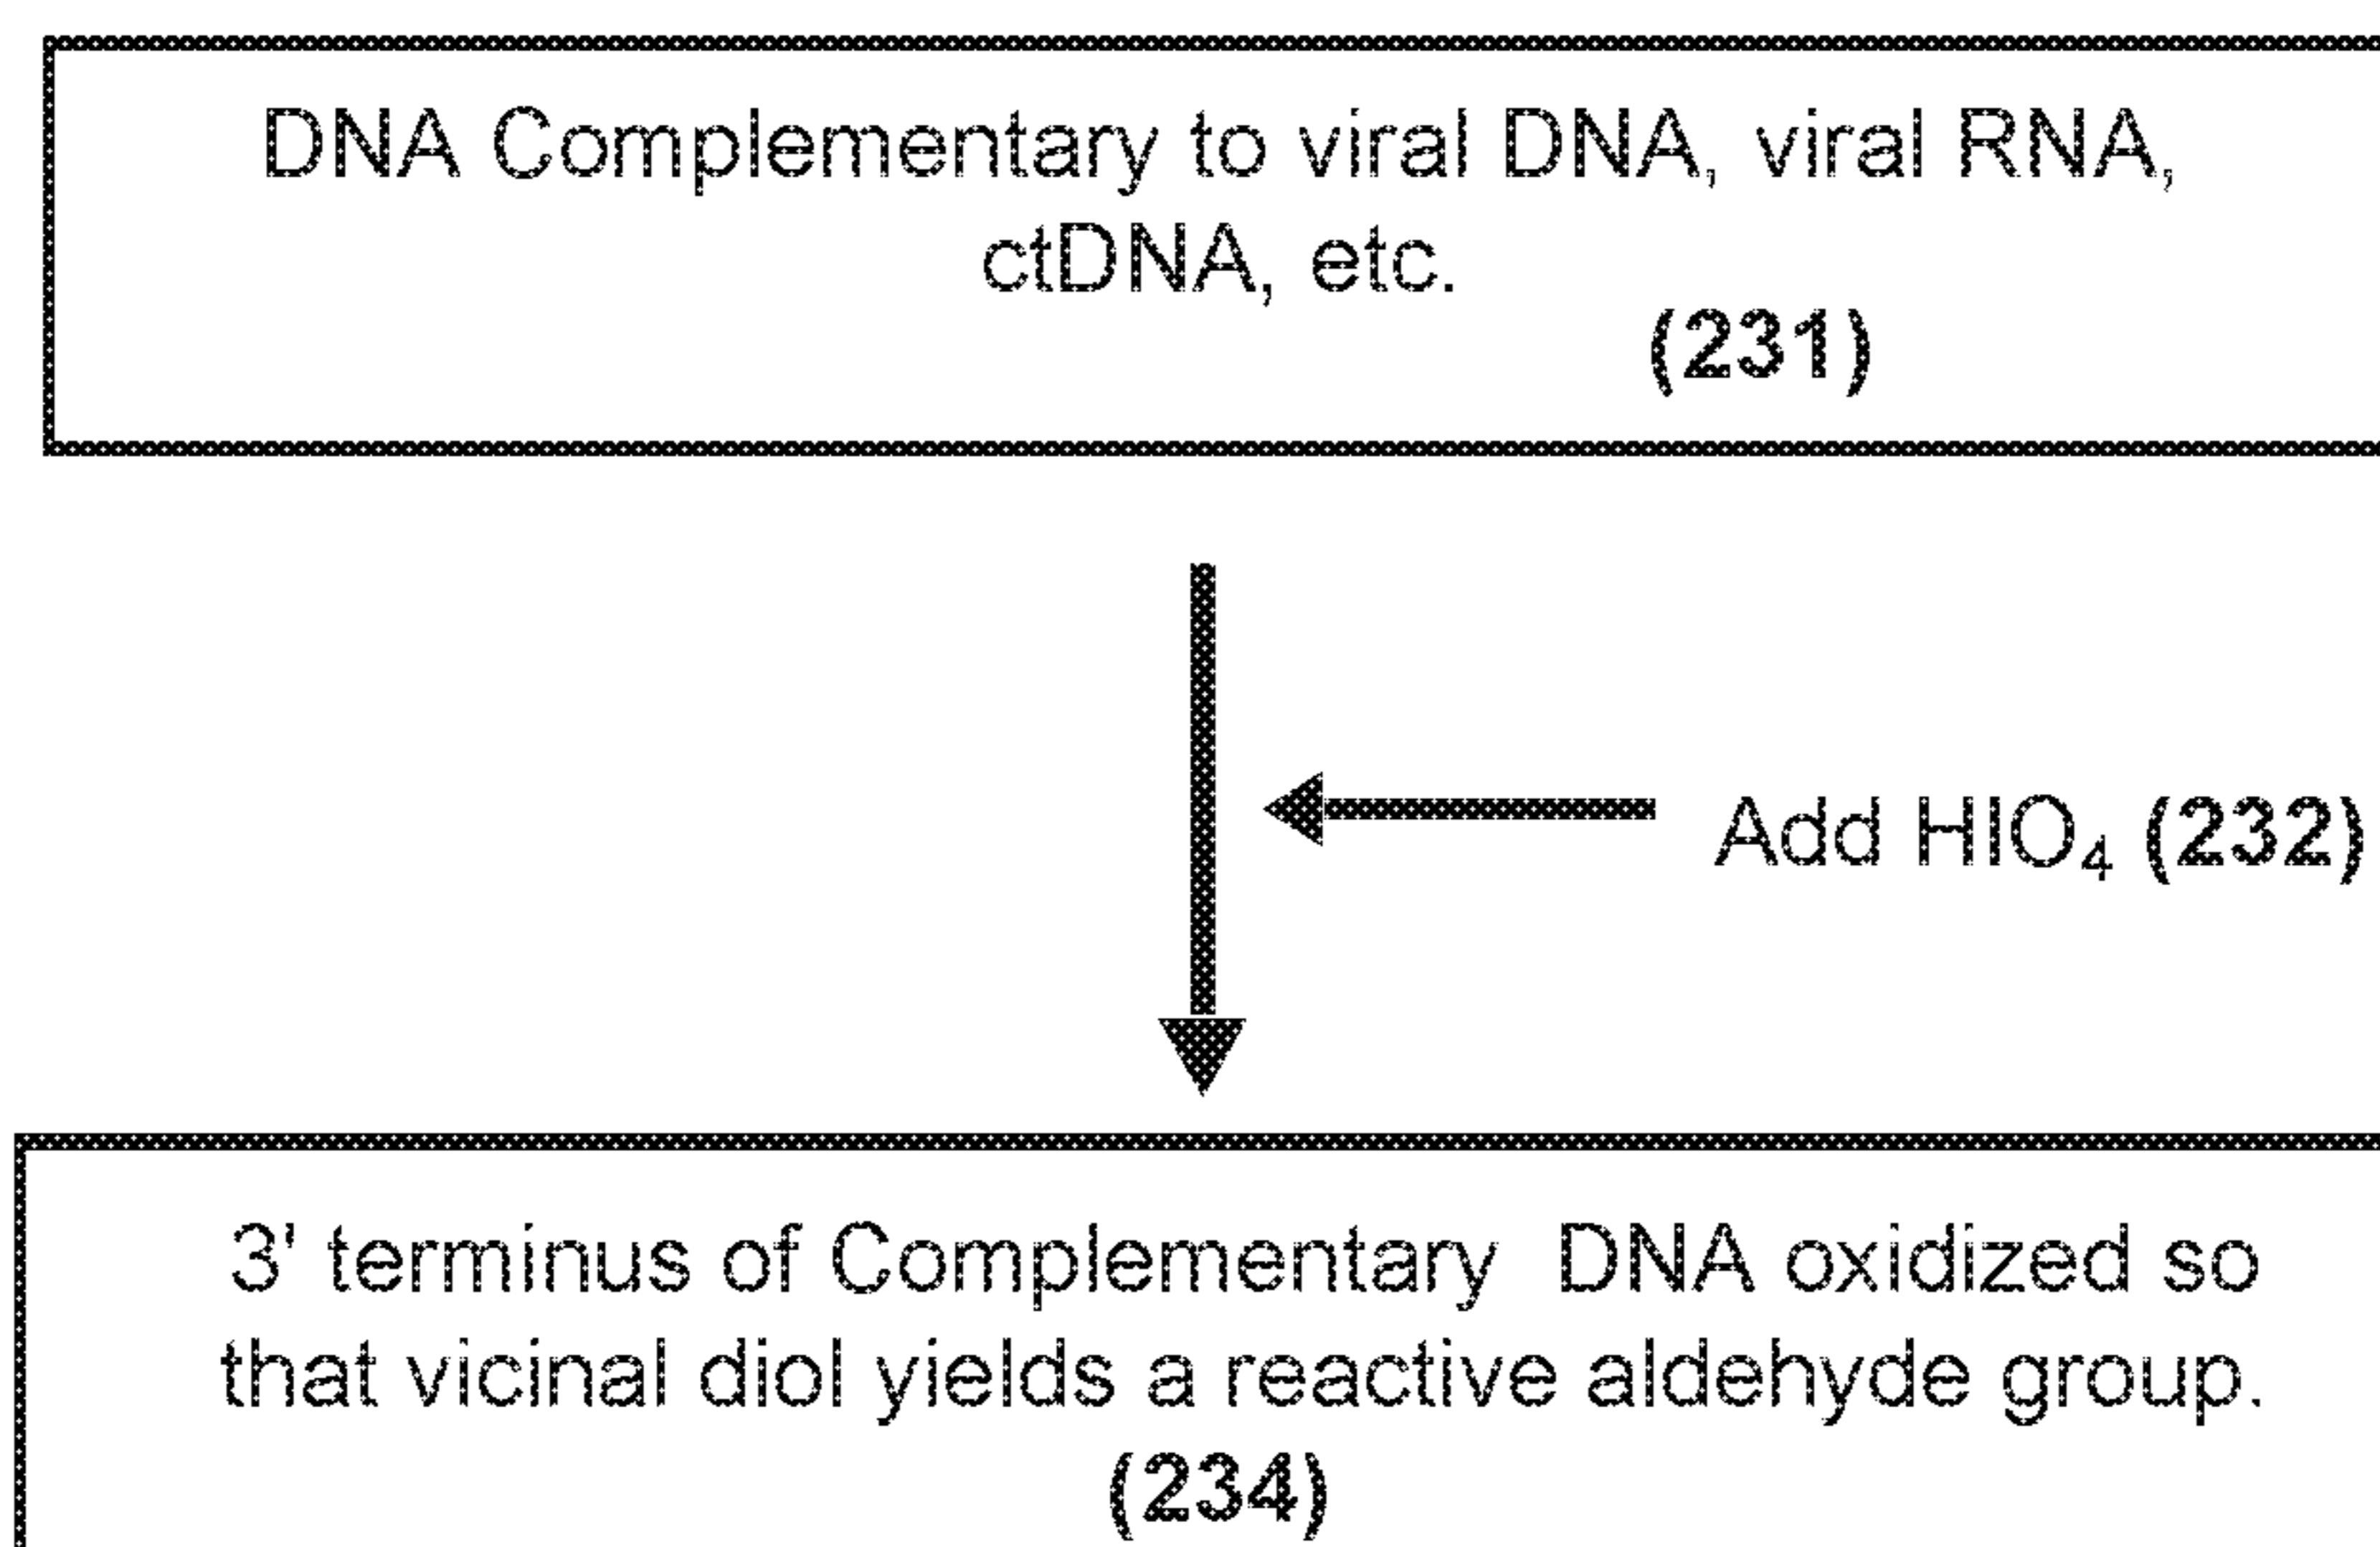 DNA Complementary to viral DNA, viral RNA,
ctDNA, etc.
(231)
Add HIO₄ (232)
3' terminus of Complementary DNA oxidized so
that vicinal diol yields a reactive aldehyde group.
(234)